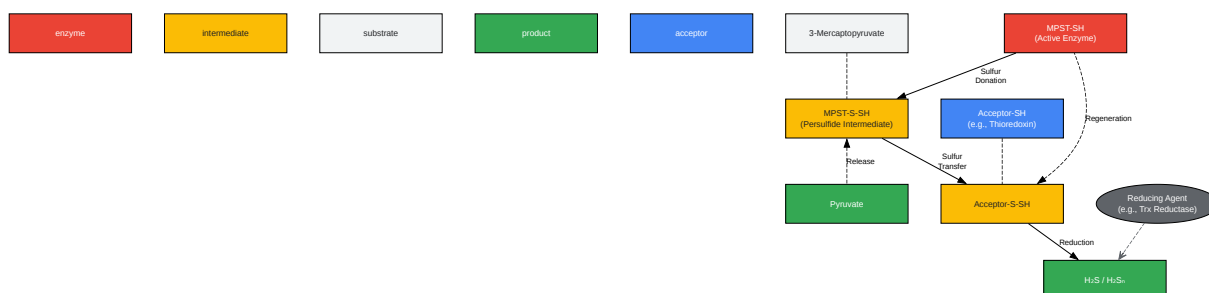 enzyme
intermediate
substrate
product
acceptor
3-Mercaptopyruvate
MPST-SH
(Active Enzyme)
Sulfur
Donation
MPST-S-SH
(Persulfide Intermediate)
Acceptor-SH
(e.g., Thioredoxin)
Regeneration
Release
Sulfur
Transfer
Pyruvate
Acceptor-S-SH
Reducing Agent
(e.g., Trx Reductase)
Reduction
H₂S / H₂Sₙ